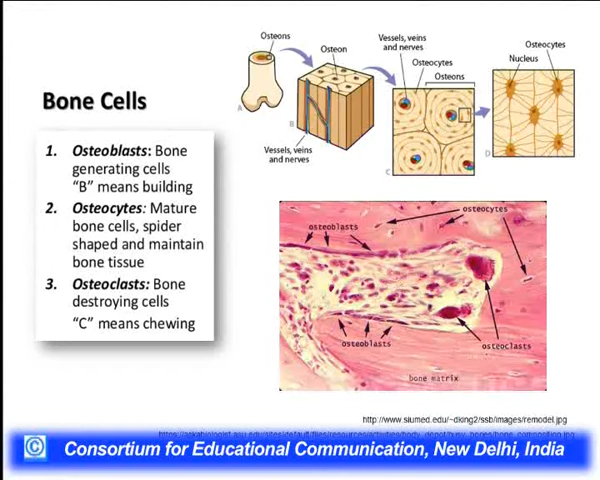 Osteons
Osteon
Vessels, veins
and nerves
Osteocytes
Osteons
Osteocytes
Nucleus
A
B
Vessels, veins
and nerves
C
D
Bone Cells
1. Osteoblasts: Bone
generating cells
“B” means building
2. Osteocytes: Mature
bone cells, spider
shaped and maintain
bone tissue
3. Osteoclasts: Bone
destroying cells
“C” means chewing
osteoblasts
osteocytes
osteoblasts
osteoclasts
bone matrix
http://www.siumed.edu/~dking2/ssb/images/remodel.jpg
© Consortium for Educational Communication, New Delhi, India